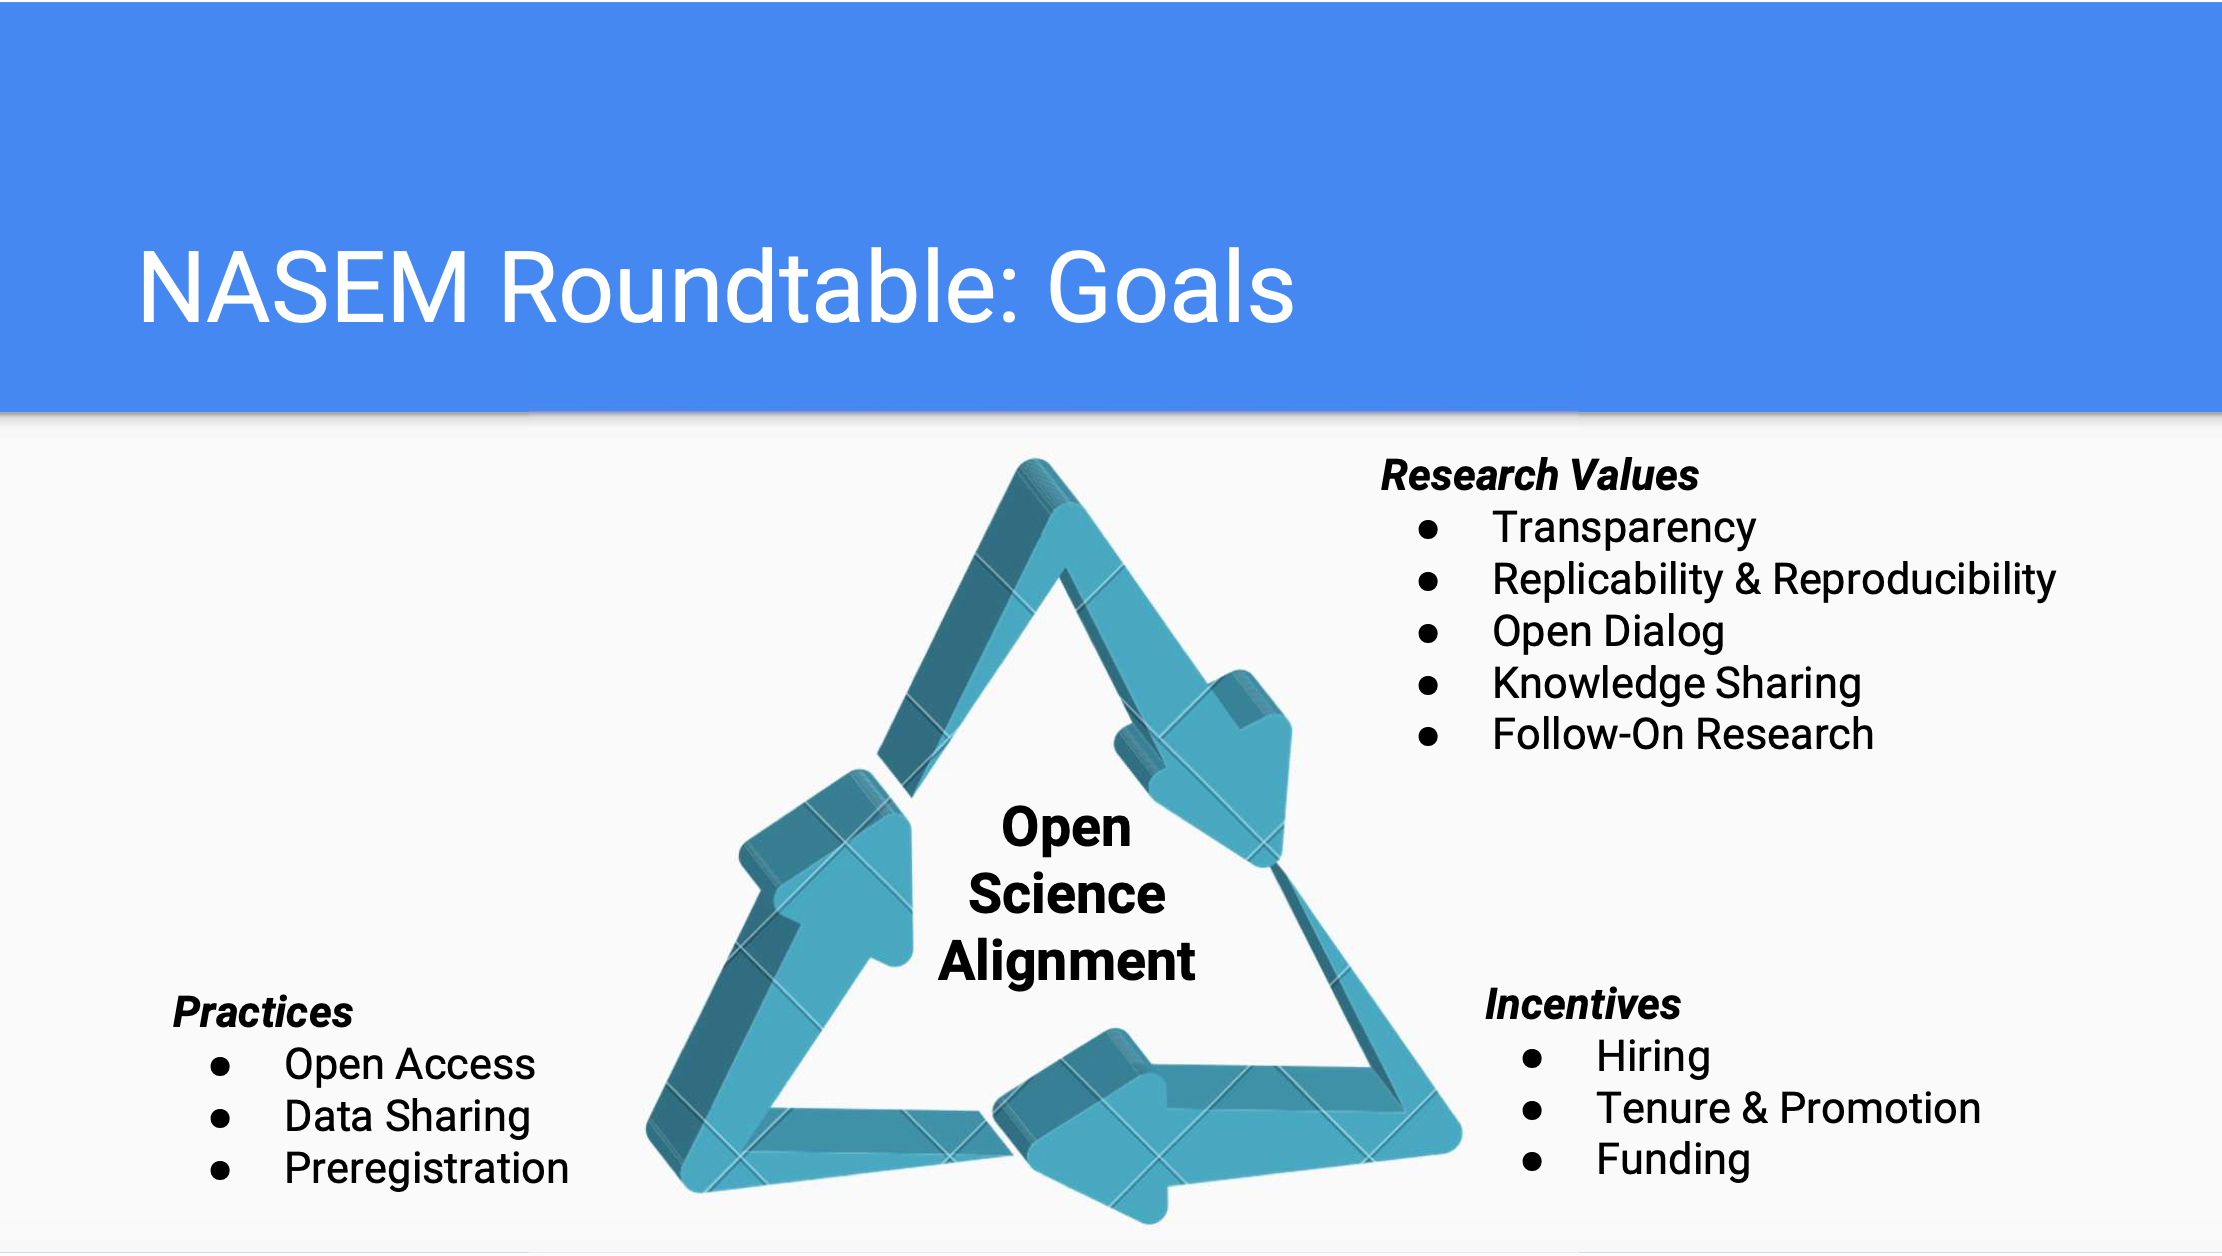 NASEM Roundtable: Goals
Research Values
● Transparency
● Replicability & Reproducibility
● Open Dialog
● Knowledge Sharing
● Follow-On Research
Open
Science
Alignment
Practices
● Open Access
● Data Sharing
● Preregistration
Incentives
● Hiring
● Tenure & Promotion
● Funding